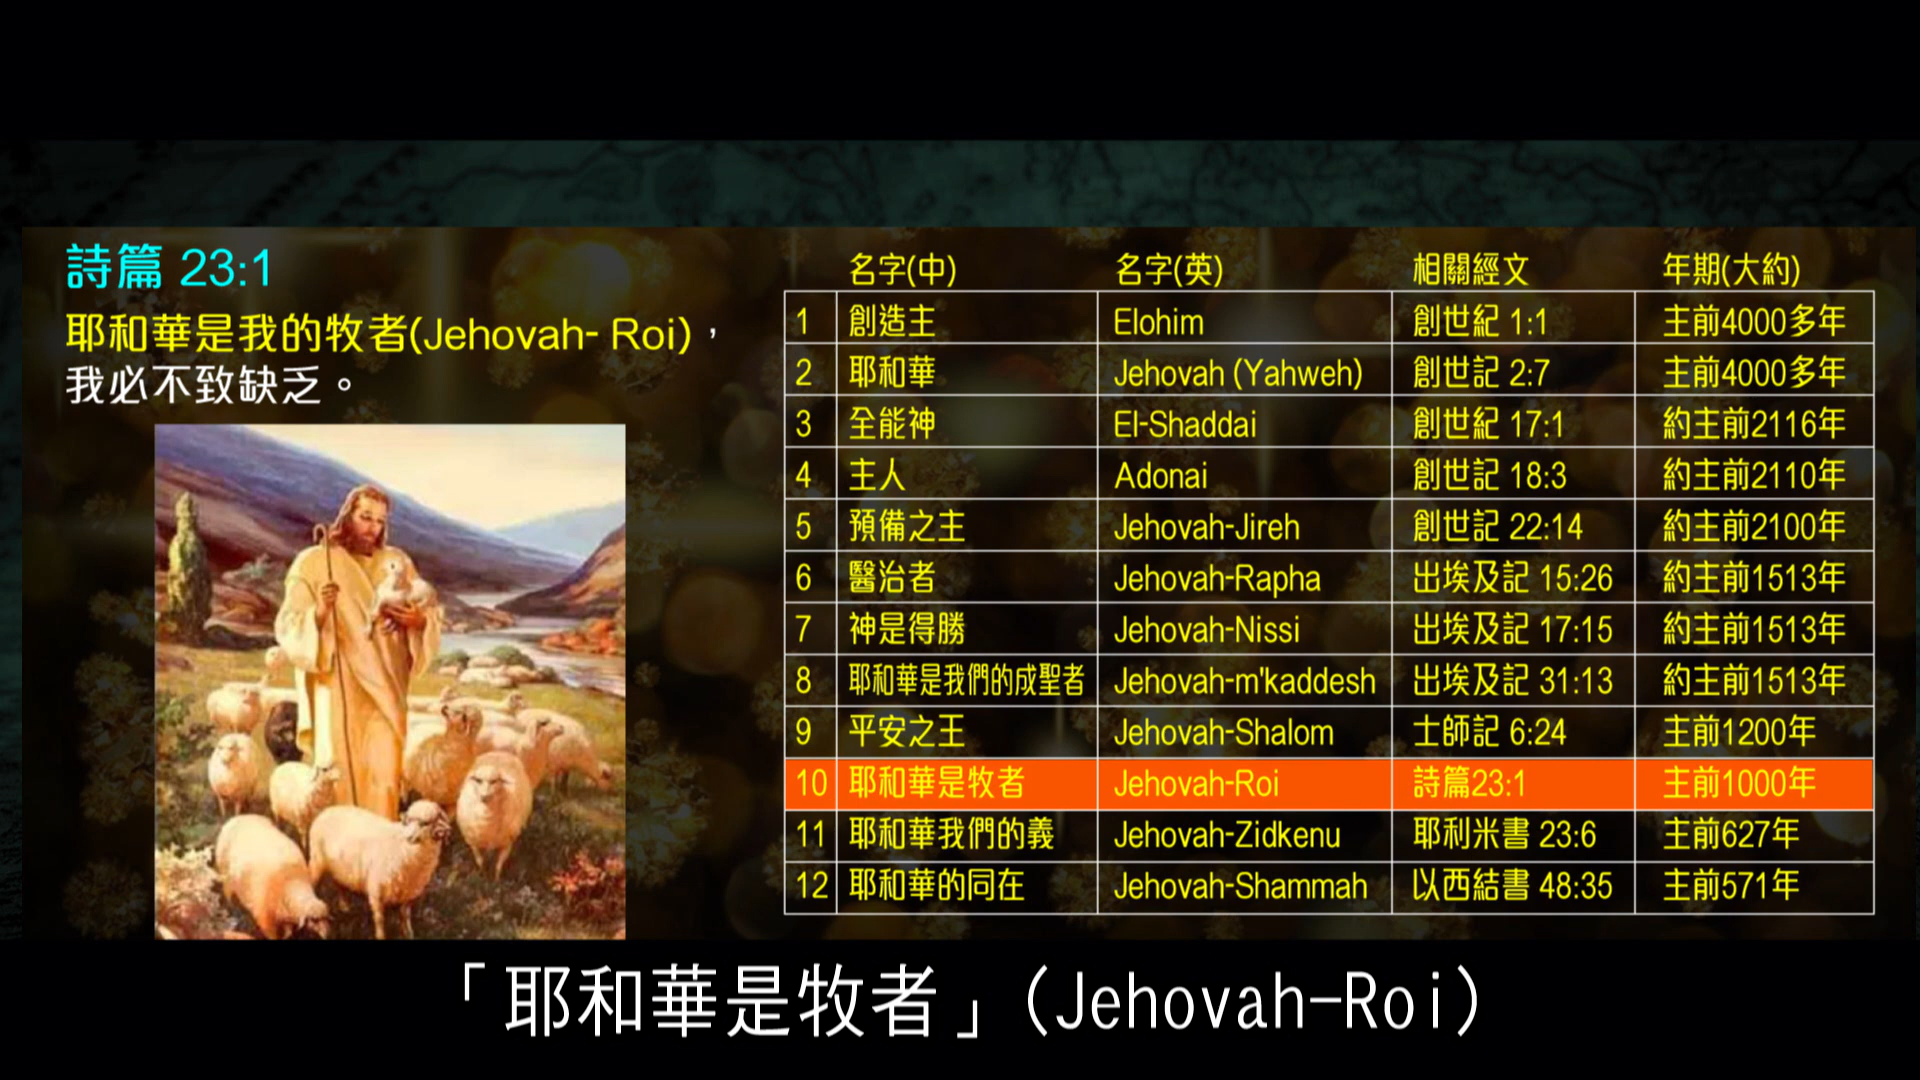 詩篇 23:1
耶和華是我的牧者(Jehovah- Roi)，
我必不致缺乏。
名字(中) 名字(英) 相關經文 年期(大約)
1 創造主 Elohim 創世紀 1:1 主前4000多年
2 耶和華 Jehovah (Yahweh) 創世記 2:7 主前4000多年
3 全能神 El-Shaddai 創世紀 17:1 約主前2116年
4 主人 Adonai 創世記 18:3 約主前2110年
5 預備之主 Jehovah-Jireh 創世記 22:14 約主前2100年
6 醫治者 Jehovah-Rapha 出埃及記 15:26 約主前1513年
7 神是得勝 Jehovah-Nissi 出埃及記 17:15 約主前1513年
8 耶和華是我們的成聖者 Jehovah-m'kaddesh 出埃及記 31:13 約主前1513年
9 平安之王 Jehovah-Shalom 士師記 6:24 主前1200年
10 耶和華是牧者 Jehovah-Roi 詩篇23:1 主前1000年
11 耶和華我們的義 Jehovah-Zidkenu 耶利米書 23:6 主前627年
12 耶和華的同在 Jehovah-Shammah 以西結書 48:35 主前571年
「耶和華是牧者」(Jehovah-Roi)